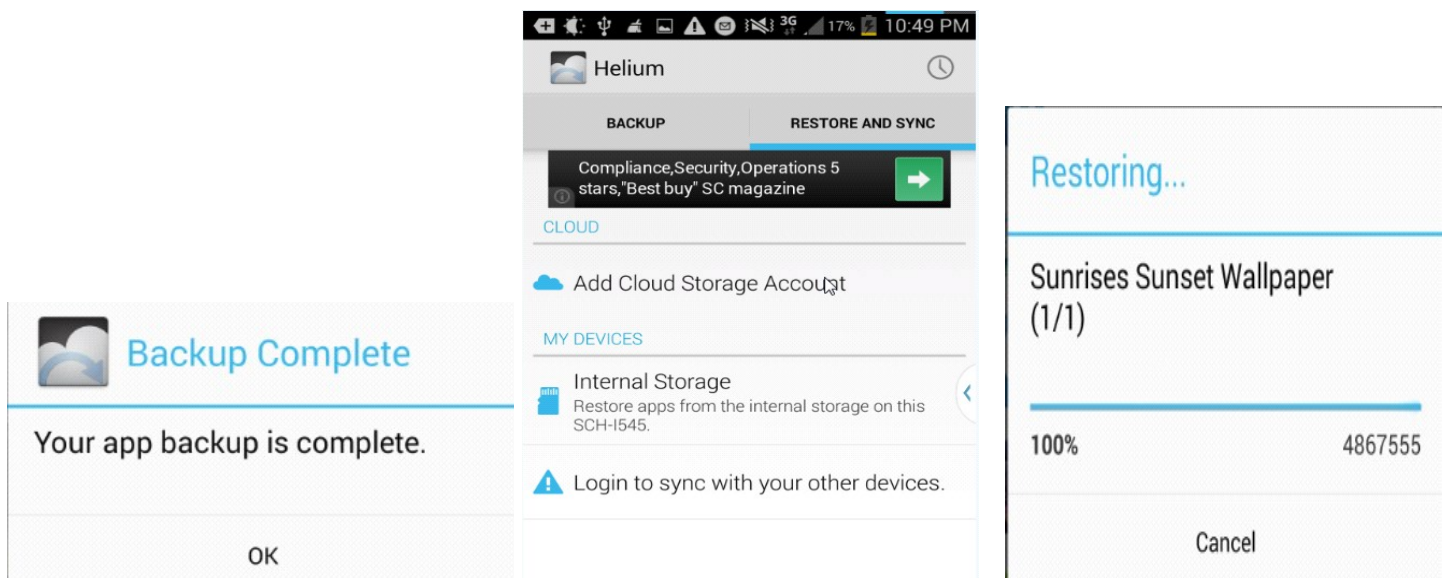 Backup Complete
Your app backup is complete.
OK
3G
17%
10:49 PM
Helium
BACKUP
RESTORE AND SYNC
Compliance,Security,Operations 5
stars,"Best buy" SC magazine
CLOUD
Add Cloud Storage Account
MY DEVICES
Internal Storage
Restore apps from the internal storage on this
SCH-I545.
Login to sync with your other devices.
Restoring...
Sunrises Sunset Wallpaper
(1/1)
100%
4867555
Cancel